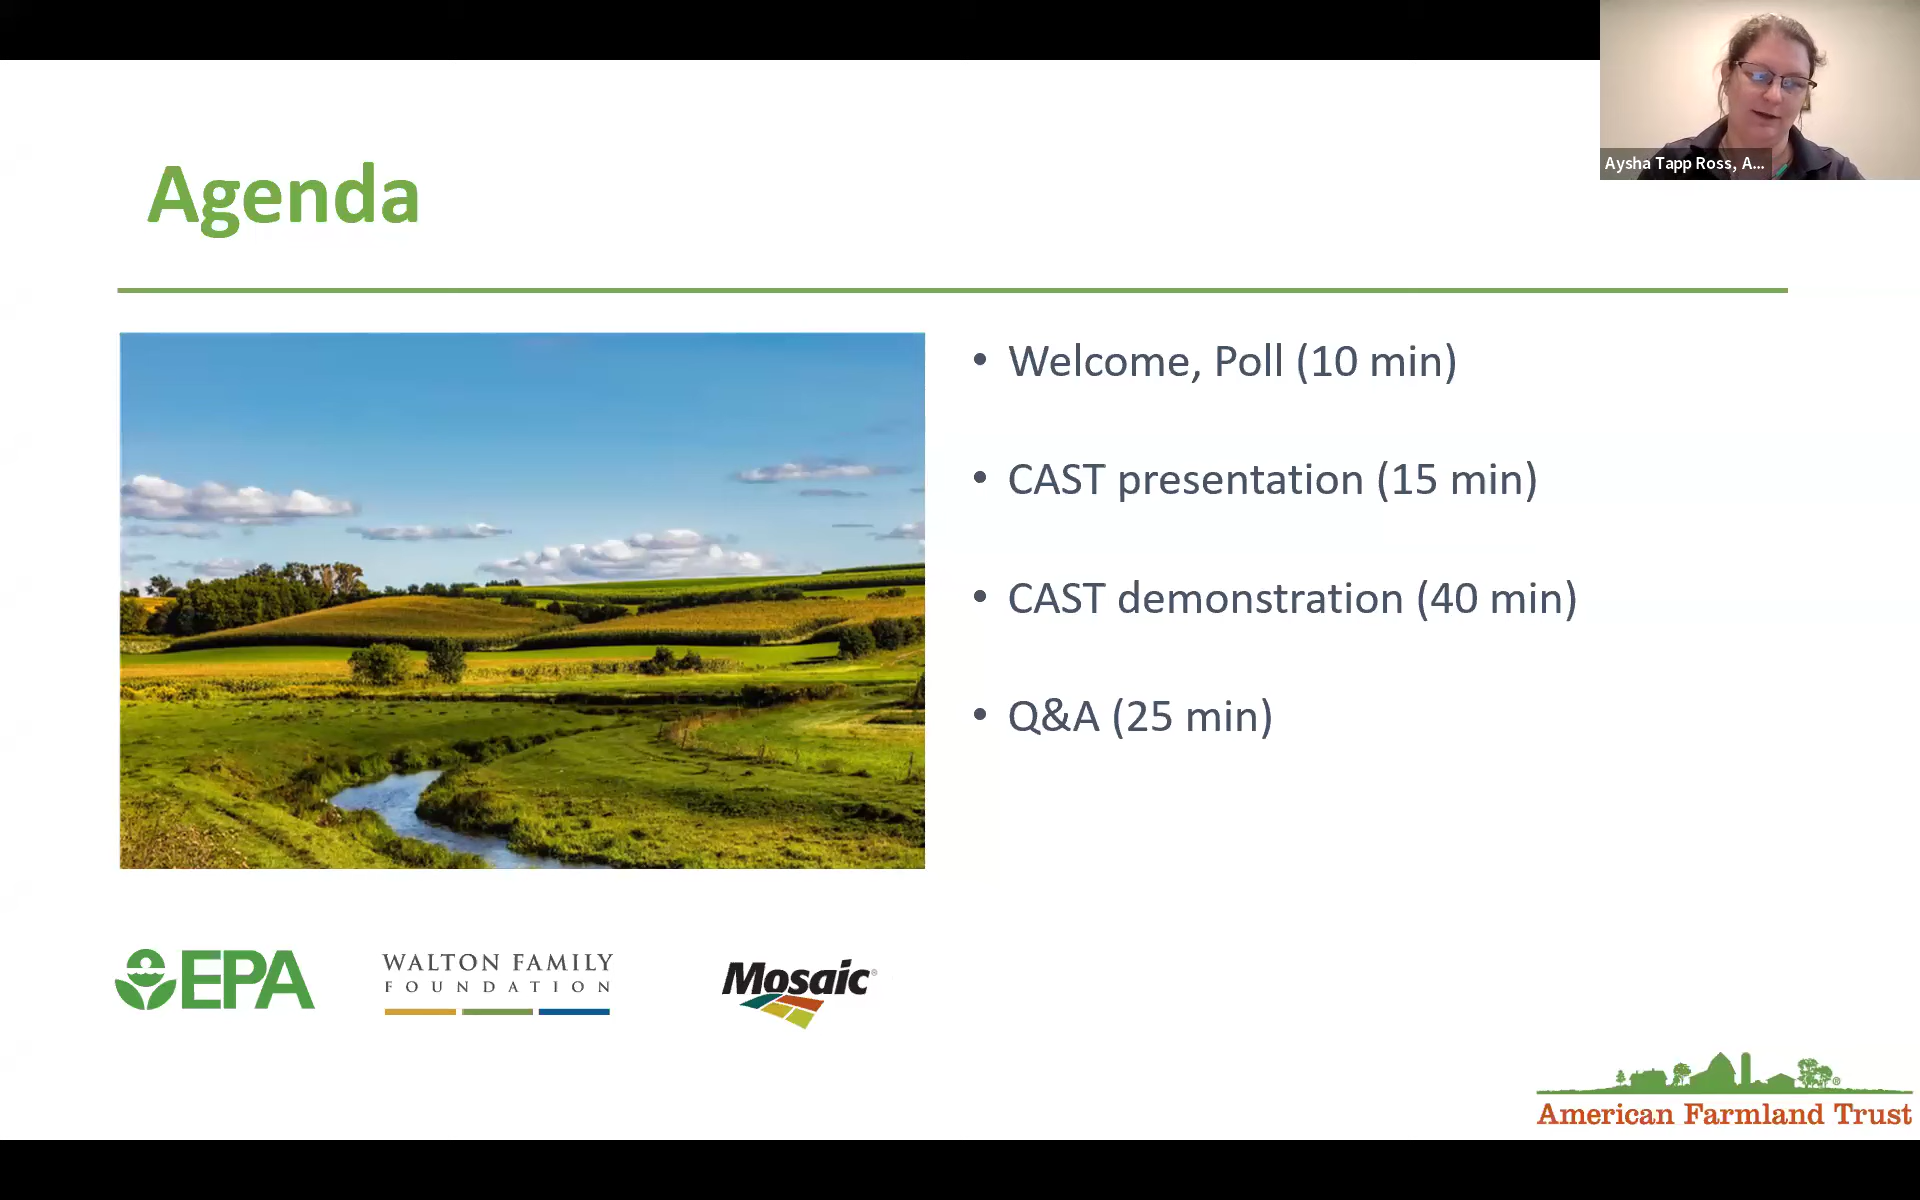 Aysha Tapp Ross, A...
Agenda
• Welcome, Poll (10 min)
• CAST presentation (15 min)
• CAST demonstration (40 min)
• Q&A (25 min)
EPA
WALTON FAMILY
FOUNDATION
Mosaic®
American Farmland Trust